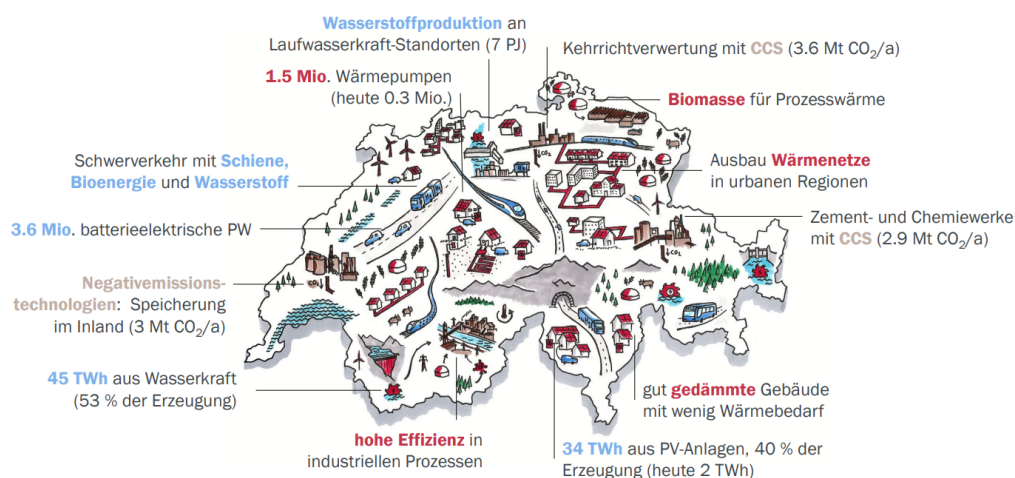 Wasserstoffproduktion an
Laufwasserkraft-Standorten (7 PJ)
Kehrrichtverwertung mit CCS (3.6 Mt CO₂/a)
1.5 Mio. Wärmepumpen
(heute 0.3 Mio.)
Biomasse für Prozesswärme
Schwerverkehr mit Schiene,
Bioenergie und Wasserstoff
Ausbau Wärmenetze
in urbanen Regionen
3.6 Mio. batterieelektrische PW
Zement- und Chemiewerke
mit CCS (2.9 Mt CO₂/a)
Negativemissions-
technologien: Speicherung
im Inland (3 Mt CO₂/a)
45 TWh aus Wasserkraft
(53 % der Erzeugung)
gut gedämmte Gebäude
mit wenig Wärmebedarf
hohe Effizienz in
industriellen Prozessen
34 TWh aus PV-Anlagen, 40 % der
Erzeugung (heute 2 TWh)
CO₂
CO₂
CO₂
H₂